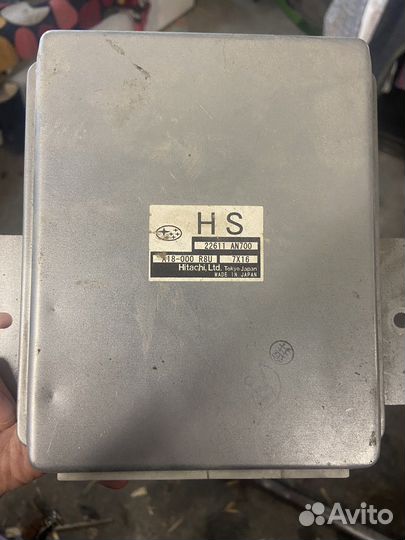 HS
22611 AN700
A18-000 R8U 7X16
Hitachi, Ltd. Tokyo Japan
MADE IN JAPAN
Avito